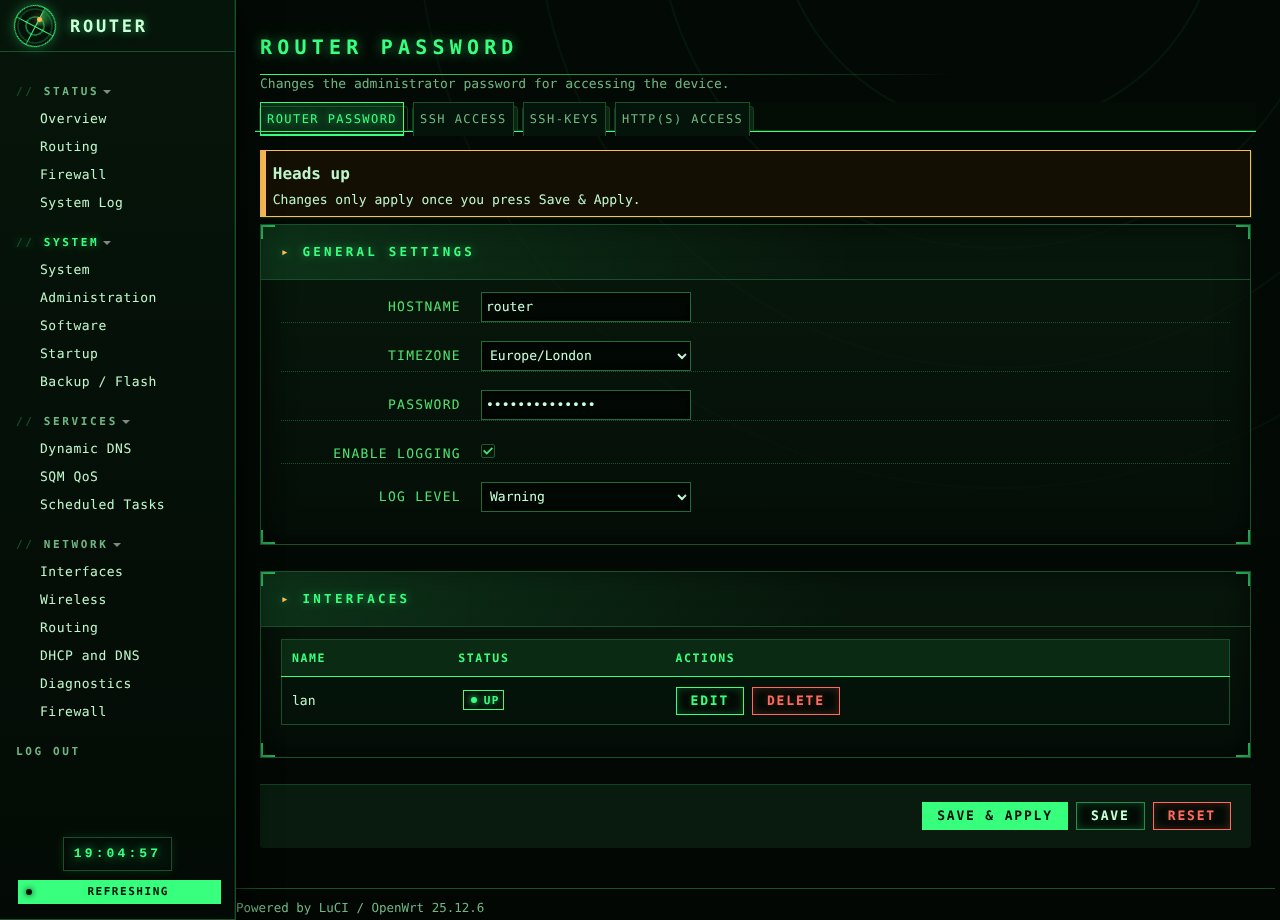 ROUTER
// STATUS
Overview
Routing
Firewall
System Log
// SYSTEM
System
Administration
Software
Startup
Backup / Flash
// SERVICES
Dynamic DNS
SQM QoS
Scheduled Tasks
// NETWORK
Interfaces
Wireless
Routing
DHCP and DNS
Diagnostics
Firewall
LOG OUT
19:04:57
REFRESHING
ROUTER PASSWORD
Changes the administrator password for accessing the device.
ROUTER PASSWORD SSH ACCESS SSH-KEYS HTTP(S) ACCESS
Heads up
Changes only apply once you press Save & Apply.
GENERAL SETTINGS
HOSTNAME router
TIMEZONE Europe/London
PASSWORD ••••••••••••••
ENABLE LOGGING
LOG LEVEL Warning
INTERFACES
NAME STATUS ACTIONS
lan UP EDIT DELETE
SAVE & APPLY SAVE RESET
Powered by LuCI / OpenWrt 25.12.6